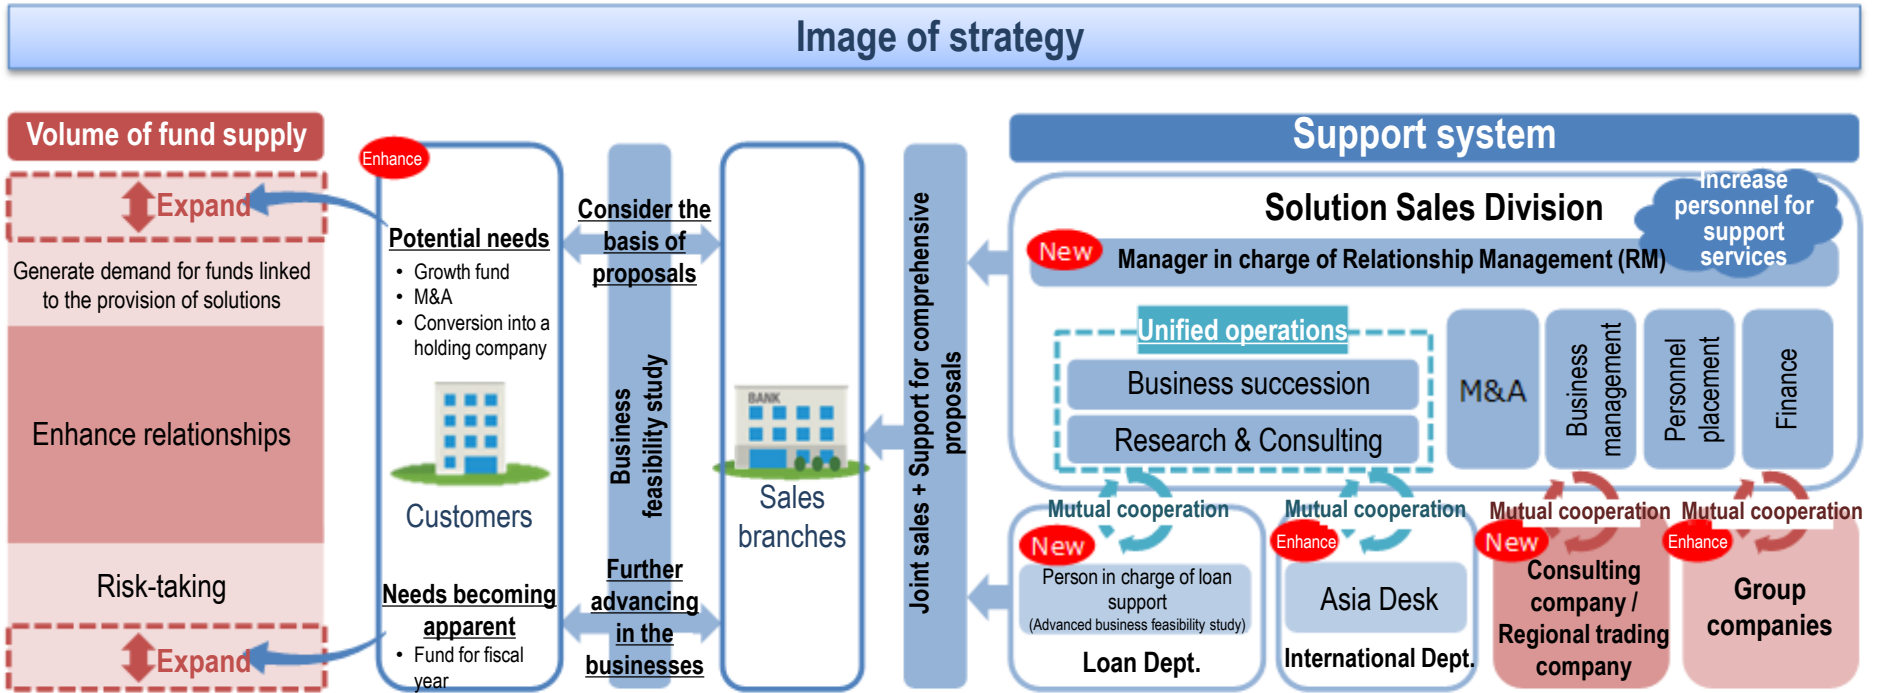 Image of strategy
Volume of fund supply
Expand
Generate demand for funds linked
to the provision of solutions
Enhance relationships
Risk-taking
Expand
Enhance
Potential needs
• Growth fund
• M&A
• Conversion into a
holding company
Customers
Needs becoming
apparent
• Fund for fiscal
year
Consider the
basis of
proposals
Business
feasibility study
Further
advancing
in the
businesses
BANK
Sales
branches
Joint sales + Support for comprehensive
proposals
Support system
Solution Sales Division
Increase
personnel for
support
services
New
Manager in charge of Relationship Management (RM)
Unified operations
Business succession
Research & Consulting
M&A
Business
management
Personnel
placement
Finance
Mutual cooperation
Mutual cooperation
Mutual cooperation
Mutual cooperation
New
Person in charge of loan
support
(Advanced business feasibility study)
Loan Dept.
Enhance
Asia Desk
International Dept.
New
Consulting
company /
Regional trading
company
Enhance
Group
companies